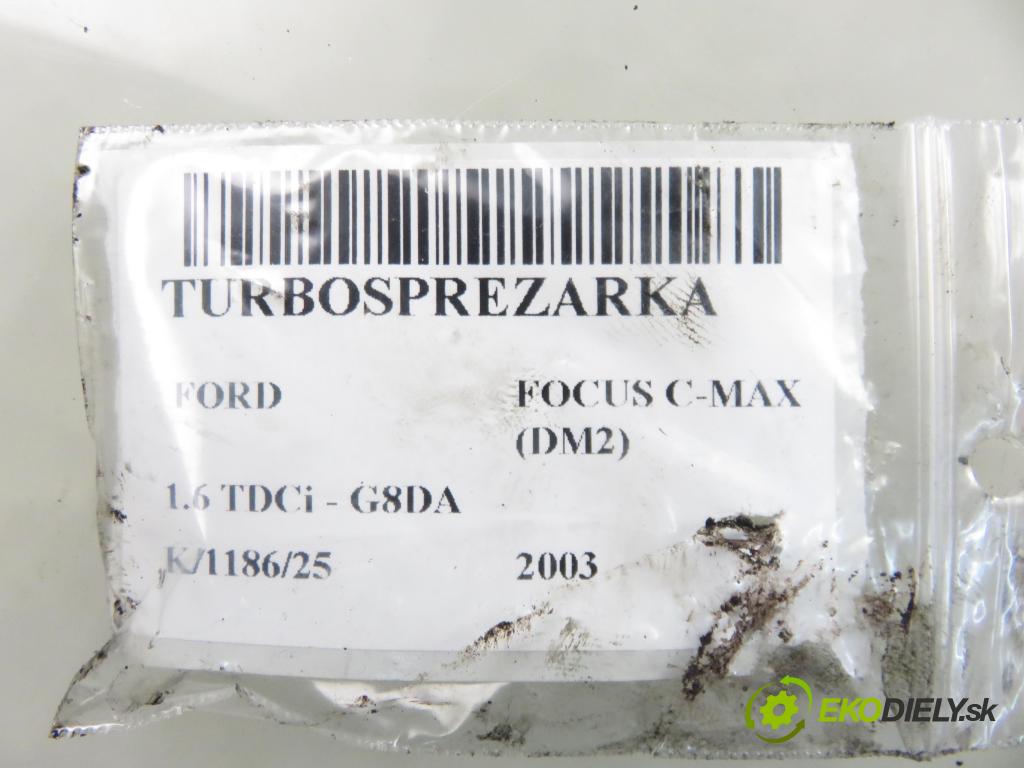 TURBOSPREZARKA
FORD FOCUS C-MAX
(DM2)
1.6 TDCi - G8DA
K/1186/25 2003
EKODIELY.sk